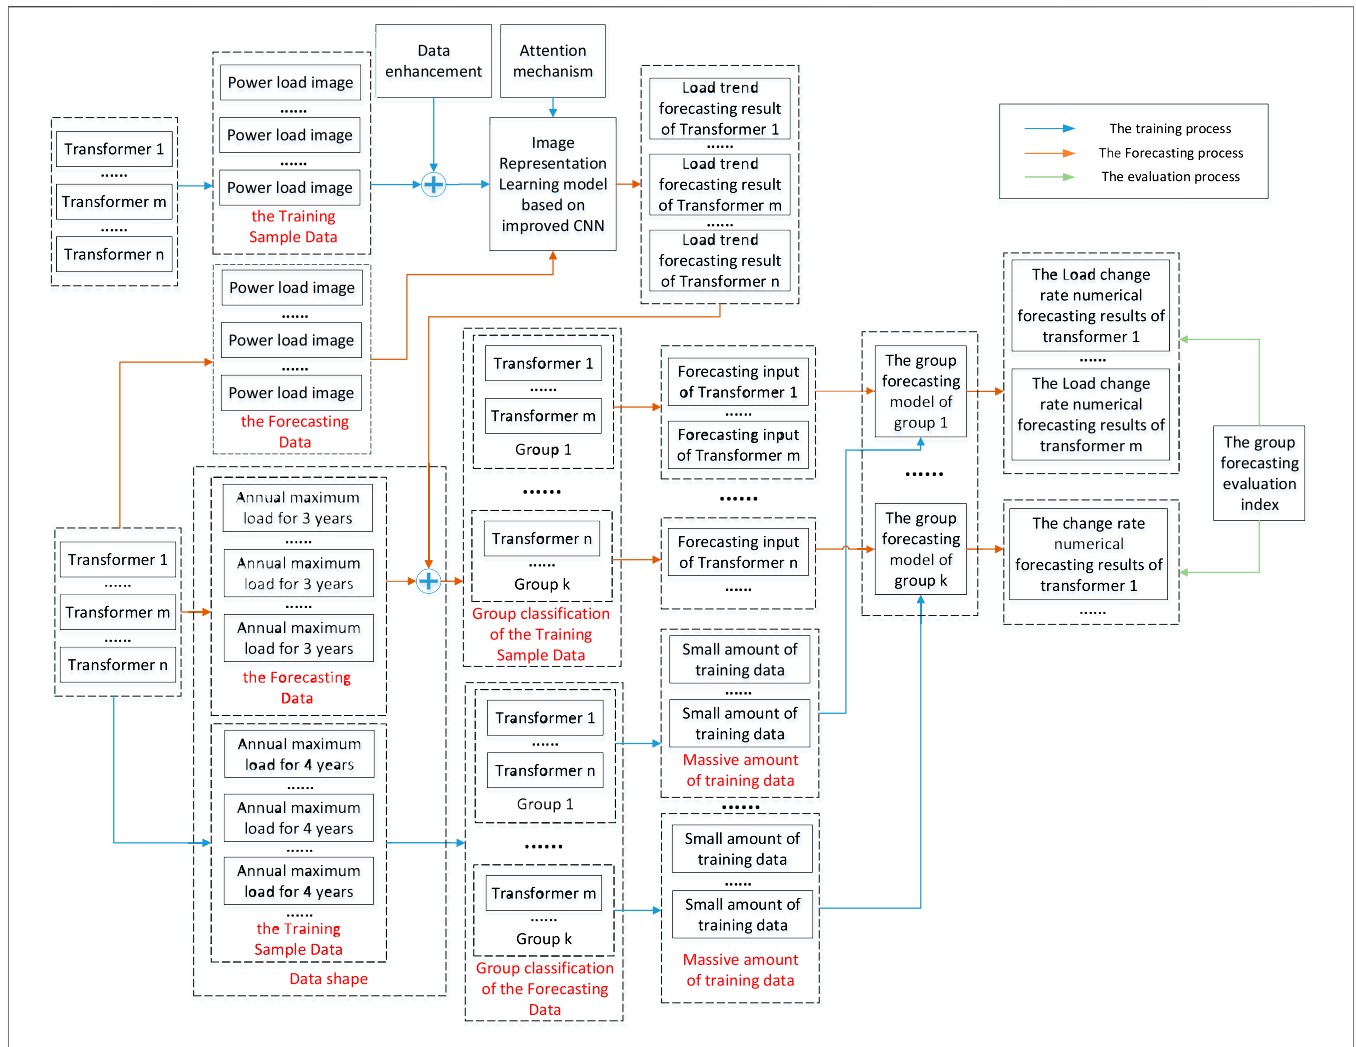 Data
enhancement
Attention
mechanism
Power load image
......
Power load image
......
Power load image
the Training
Sample Data
Transformer 1
......
Transformer m
......
Transformer n
Image
Representation
Learning model
based on
improved CNN
Load trend
forecasting result
of Transformer 1
......
Load trend
forecasting result
of Transformer m
......
Load trend
forecasting result
of Transformer n
The training process
The Forecasting process
The evaluation process
Power load image
......
Power load image
......
Power load image
the Forecasting
Data
Transformer 1
......
Transformer m
Group 1
......
Transformer n
......
Group k
Group classification
of the Training
Sample Data
Forecasting input
of Transformer 1
......
Forecasting input
of Transformer m
......
Forecasting input
of Transformer n
......
The group
forecasting
model of
group 1
......
The group
forecasting
model of
group k
The Load change
rate numerical
forecasting results of
transformer 1
......
The Load change
rate numerical
forecasting results of
transformer m
The change rate
numerical
forecasting results of
transformer 1
......
The group
forecasting
evaluation
index
Transformer 1
......
Transformer m
......
Transformer n
Annual maximum
load for 3 years
......
Annual maximum
load for 3 years
......
Annual maximum
load for 3 years
the Forecasting
Data
Annual maximum
load for 4 years
......
Annual maximum
load for 4 years
......
Annual maximum
load for 4 years
......
the Training
Sample Data
Data shape
Transformer 1
......
Transformer n
Group 1
......
Transformer m
......
Group k
Group classification
of the Forecasting
Data
Small amount of
training data
......
Small amount of
training data
Massive amount
of training data
......
Small amount of
training data
......
Small amount of
training data
Massive amount
of training data